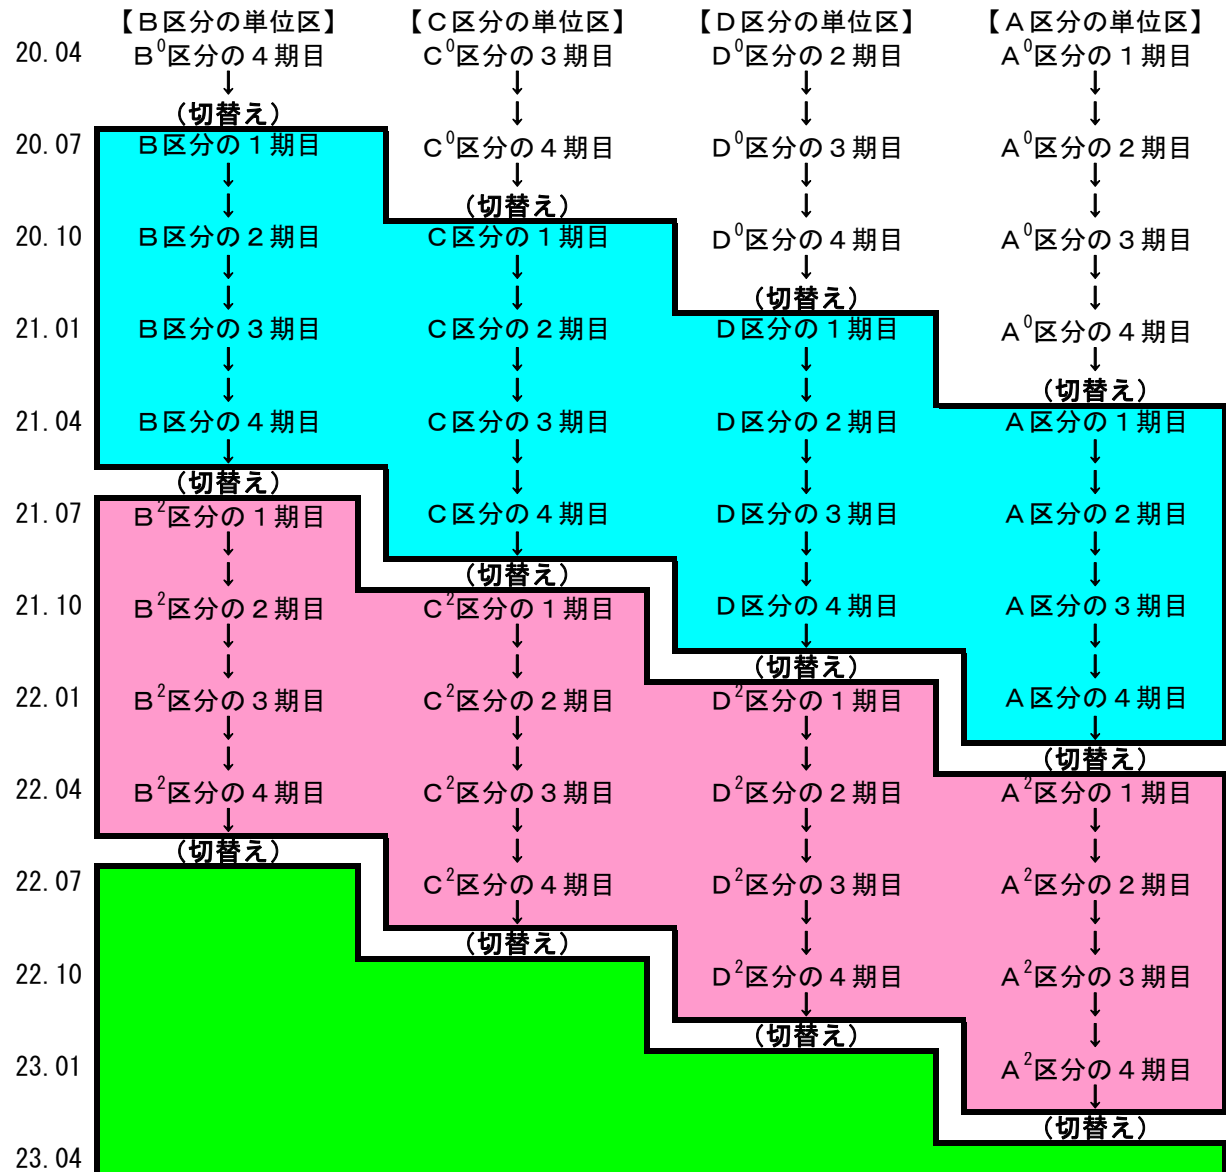 【Ｂ区分の単位区】 【Ｃ区分の単位区】 【Ｄ区分の単位区】 【Ａ区分の単位区】
20.04 Ｂ⁰区分の４期目 Ｃ⁰区分の３期目 Ｄ⁰区分の２期目 Ａ⁰区分の１期目
↓ ↓ ↓ ↓
(切替え) ↓ ↓ ↓
20.07 Ｂ区分の１期目 Ｃ⁰区分の４期目 Ｄ⁰区分の３期目 Ａ⁰区分の２期目
↓ ↓ ↓ ↓
↓ (切替え) ↓ ↓
20.10 Ｂ区分の２期目 Ｃ区分の１期目 Ｄ⁰区分の４期目 Ａ⁰区分の３期目
↓ ↓ ↓ ↓
↓ ↓ (切替え) ↓
21.01 Ｂ区分の３期目 Ｃ区分の２期目 Ｄ区分の１期目 Ａ⁰区分の４期目
↓ ↓ ↓ ↓
↓ ↓ ↓ (切替え)
21.04 Ｂ区分の４期目 Ｃ区分の３期目 Ｄ区分の２期目 Ａ区分の１期目
↓ ↓ ↓ ↓
(切替え) ↓ ↓ ↓
21.07 Ｂ²区分の１期目 Ｃ区分の４期目 Ｄ区分の３期目 Ａ区分の２期目
↓ ↓ ↓ ↓
↓ (切替え) ↓ ↓
21.10 Ｂ²区分の２期目 Ｃ²区分の１期目 Ｄ区分の４期目 Ａ区分の３期目
↓ ↓ ↓ ↓
↓ ↓ (切替え) ↓
22.01 Ｂ²区分の３期目 Ｃ²区分の２期目 Ｄ²区分の１期目 Ａ区分の４期目
↓ ↓ ↓ ↓
↓ ↓ ↓ (切替え)
22.04 Ｂ²区分の４期目 Ｃ²区分の３期目 Ｄ²区分の２期目 Ａ²区分の１期目
↓ ↓ ↓ ↓
(切替え) ↓ ↓ ↓
22.07 Ｃ²区分の４期目 Ｄ²区分の３期目 Ａ²区分の２期目
↓ ↓ ↓
(切替え) ↓ ↓
22.10 Ｄ²区分の４期目 Ａ²区分の３期目
↓ ↓
(切替え) ↓
23.01 Ａ²区分の４期目
↓
(切替え)
23.04